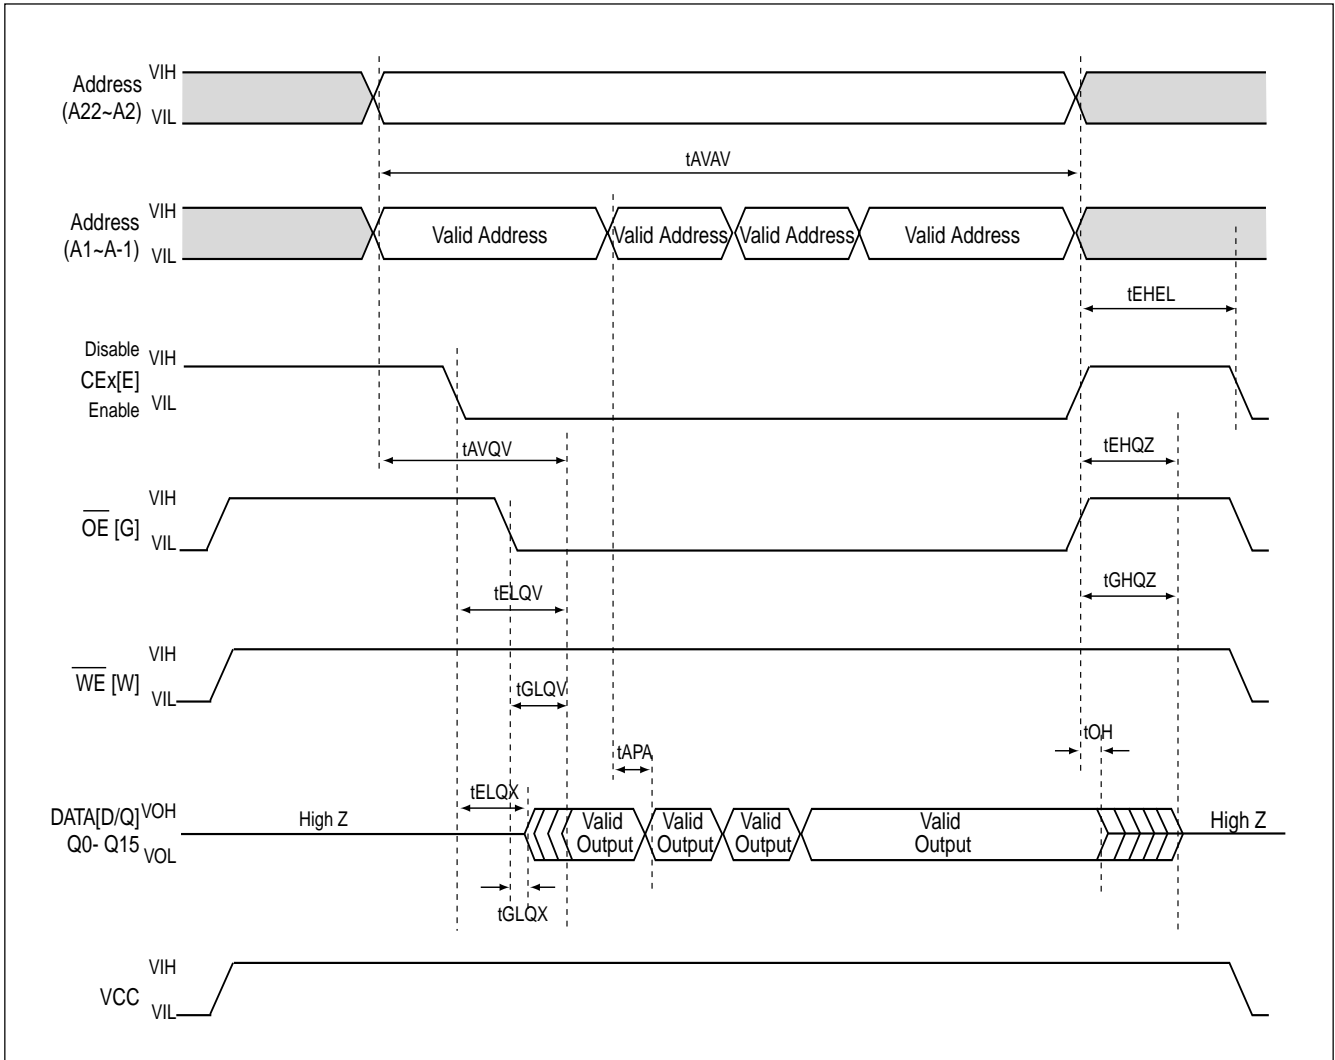 Address
(A22~A2)
VIH
VIL
tAVAV
Address
(A1~A-1)
VIH
VIL
Valid Address
Valid Address
Valid Address
Valid Address
tEHEL
Disable
CEx[E]
Enable
VIH
VIL
tAVQV
tEHQZ
OE [G]
VIH
VIL
tELQV
tGHQZ
WE [W]
VIH
VIL
tGLQV
tAPA
tOH
tELQX
DATA[D/Q]
Q0- Q15
VOH
VOL
High Z
Valid
Output
Valid
Output
Valid
Output
Valid
Output
High Z
tGLQX
VCC
VIH
VIL